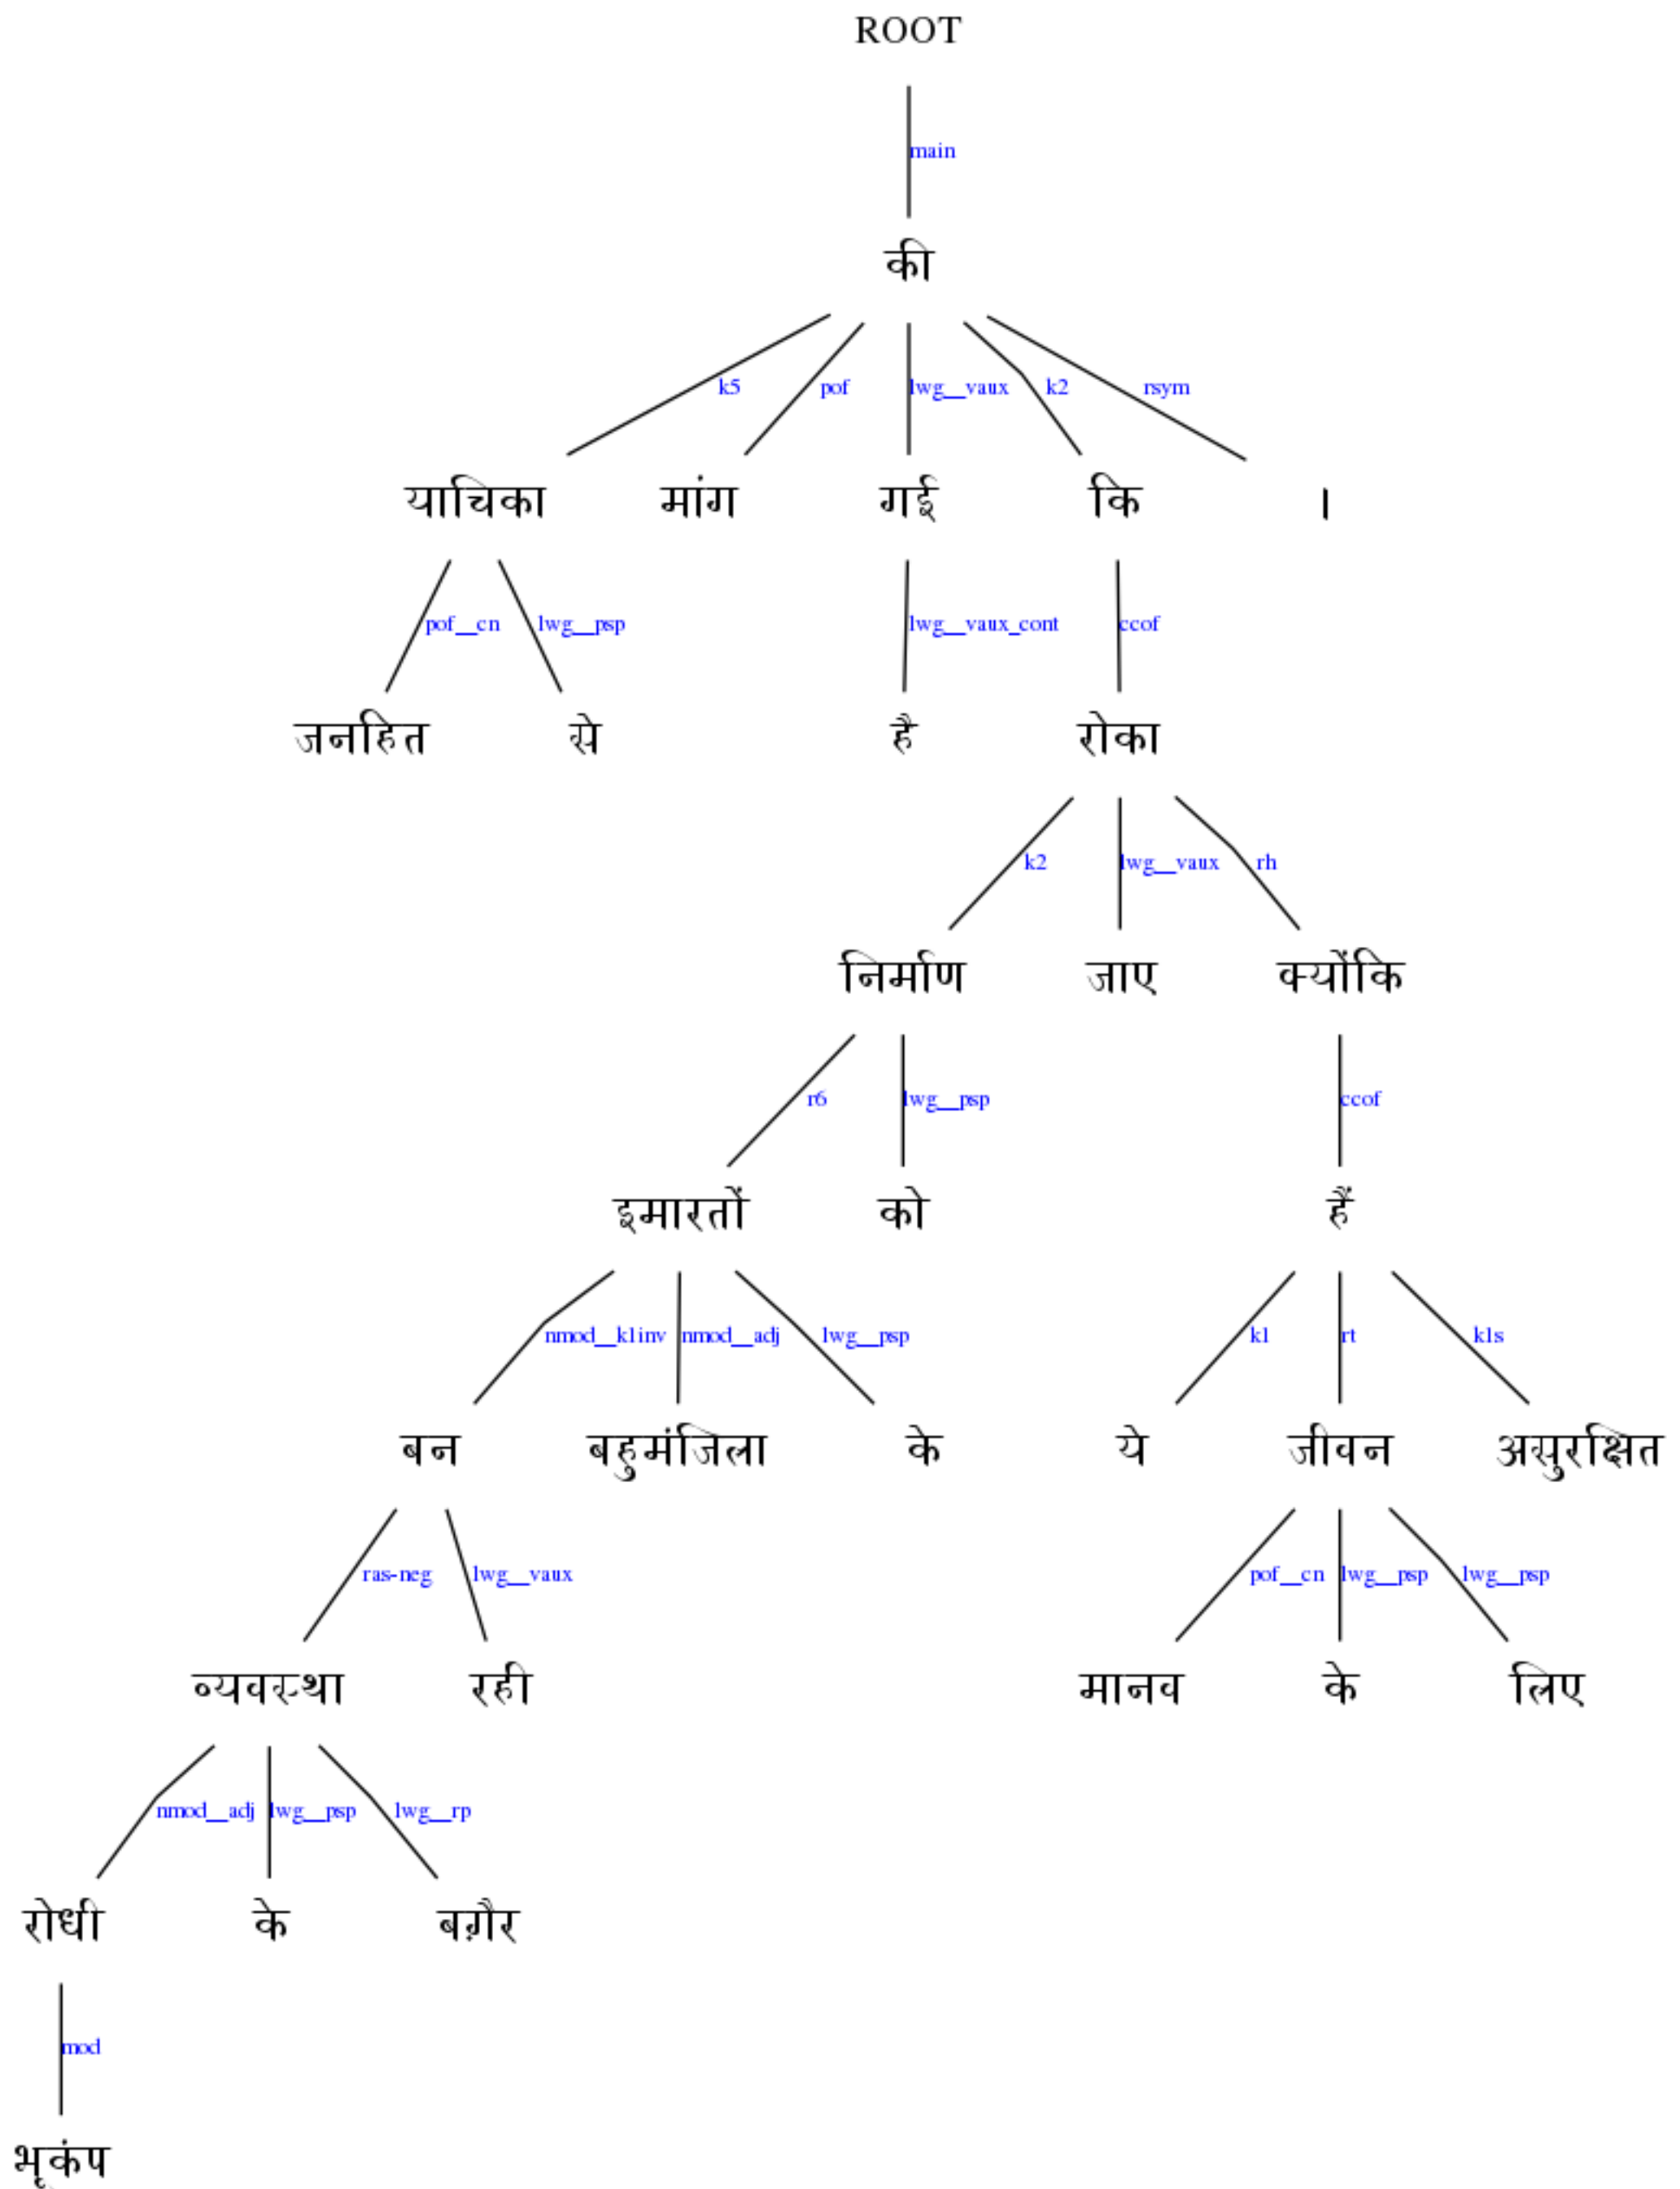 ROOT
main
की
k5 pof lwg__vaux k2 rsym
याचिका मांग गई कि ।
pof__cn lwg__psp lwg__vaux_cont ccof
जनहित से है रोका
k2 lwg__vaux rh
निर्माण जाए क्योंकि
r6 lwg__psp ccof
इमारतों को हैं
nmod__k1inv nmod__adj lwg__psp k1 rt k1s
बन बहुमंजिला के ये जीवन असुरक्षित
ras-neg lwg__vaux pof__cn lwg__psp lwg__psp
व्यवस्था रही मानव के लिए
nmod__adj lwg__psp lwg__rp
रोधी के बग़ैर
mod
भूकंप